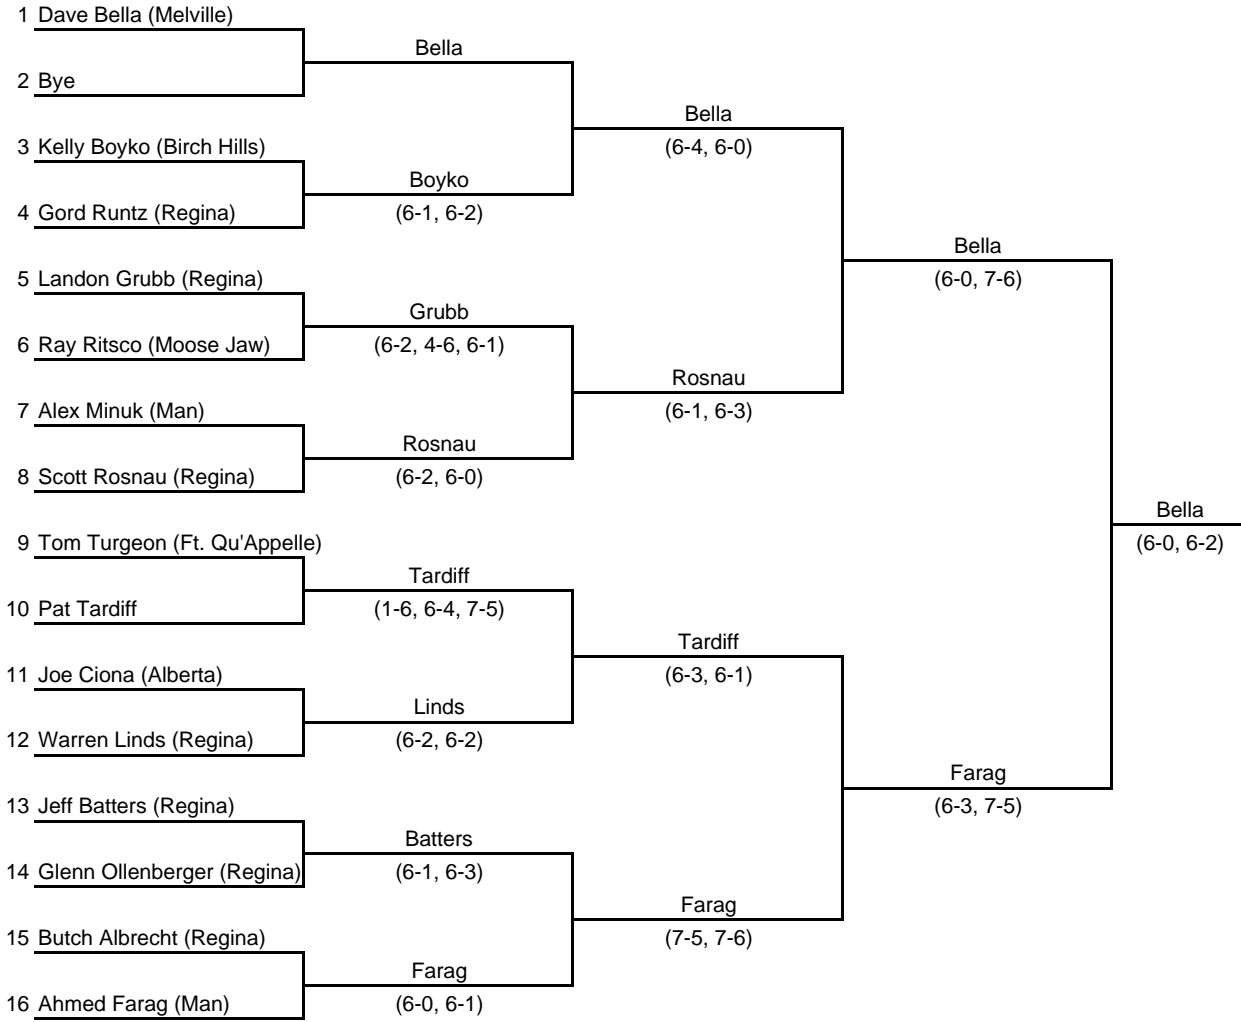 1 Dave Bella (Melville)
Bella
2 Bye
Bella
3 Kelly Boyko (Birch Hills)
(6-4, 6-0)
Boyko
4 Gord Runtz (Regina)
(6-1, 6-2)
Bella
5 Landon Grubb (Regina)
(6-0, 7-6)
Grubb
6 Ray Ritsco (Moose Jaw)
(6-2, 4-6, 6-1)
Rosnau
7 Alex Minuk (Man)
(6-1, 6-3)
Rosnau
8 Scott Rosnau (Regina)
(6-2, 6-0)
Bella
9 Tom Turgeon (Ft. Qu'Appelle)
(6-0, 6-2)
Tardiff
10 Pat Tardiff
(1-6, 6-4, 7-5)
Tardiff
11 Joe Ciona (Alberta)
(6-3, 6-1)
Linds
12 Warren Linds (Regina)
(6-2, 6-2)
Farag
13 Jeff Batters (Regina)
(6-3, 7-5)
Batters
14 Glenn Ollenberger (Regina)
(6-1, 6-3)
Farag
15 Butch Albrecht (Regina)
(7-5, 7-6)
Farag
16 Ahmed Farag (Man)
(6-0, 6-1)